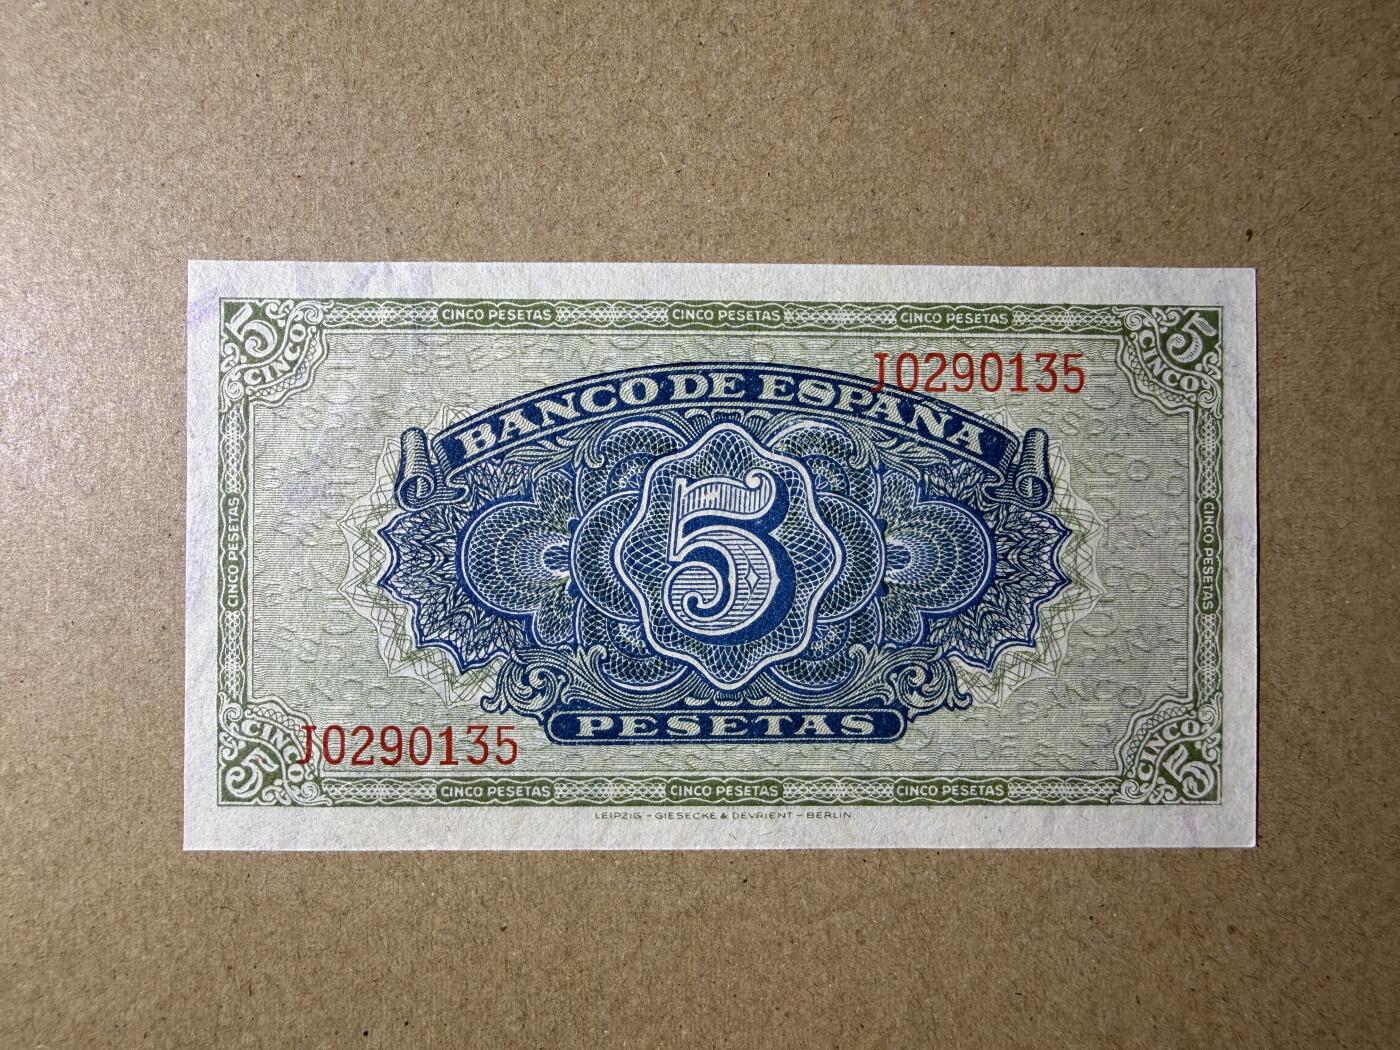 5 CINCO PESETAS CINCO PESETAS CINCO PESETAS 5
CINCO CINCO
J0290135
BANCO DE ESPAÑA
CINCO PESETAS
CINCO PESETAS
5
PESETAS
J0290135
CINCO CINCO
5 CINCO PESETAS CINCO PESETAS CINCO PESETAS 5
LEIPZIG – GIESECKE & DEVRIENT – BERLIN